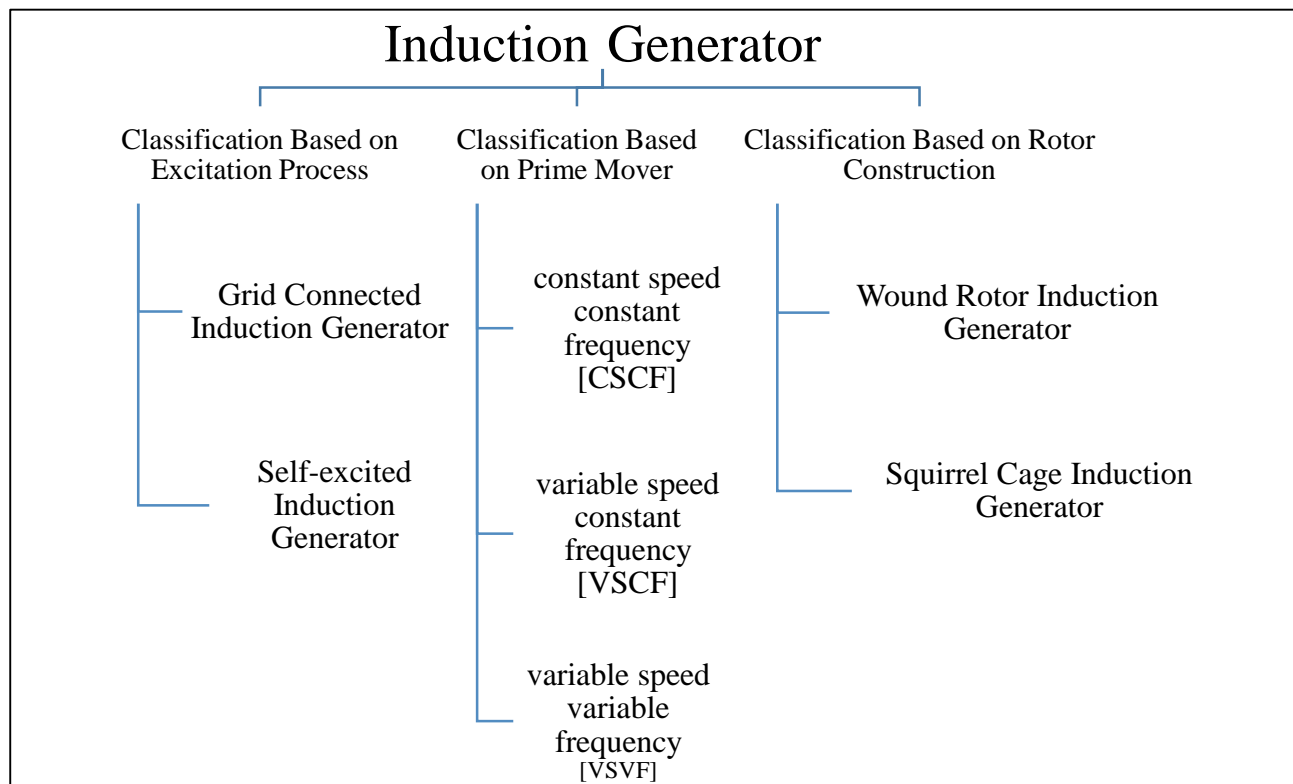 Induction Generator
Classification Based on
Excitation Process
Grid Connected
Induction Generator
Self-excited
Induction
Generator
Classification Based
on Prime Mover
constant speed
constant
frequency
[CSCF]
variable speed
constant
frequency
[VSCF]
variable speed
variable
frequency
[VSVF]
Classification Based on Rotor
Construction
Wound Rotor Induction
Generator
Squirrel Cage Induction
Generator